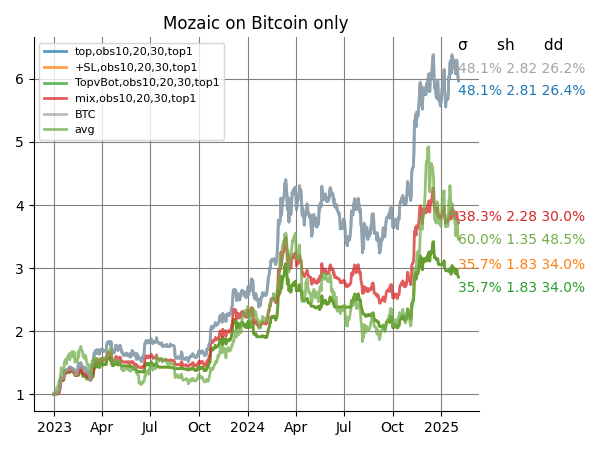 Mozaic on Bitcoin only
σ sh dd
top,obs10,20,30,top1
+SL,obs10,20,30,top1
TopvBot,obs10,20,30,top1
mix,obs10,20,30,top1
BTC
avg
48.1% 2.82 26.2%
48.1% 2.81 26.4%
38.3% 2.28 30.0%
60.0% 1.35 48.5%
35.7% 1.83 34.0%
35.7% 1.83 34.0%
6
5
4
3
2
1
2023 Apr Jul Oct 2024 Apr Jul Oct 2025